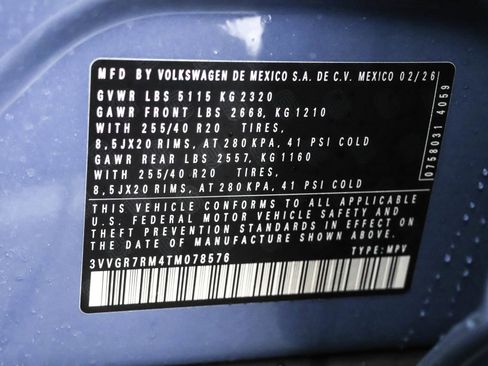 MFD BY VOLKSWAGEN DE MEXICO S.A. DE C.V. MEXICO 02/26
GVWR LBS 5115 KG 2320
GAWR FRONT LBS 2668, KG 1210
WITH 255/40 R20 TIRES,
8,5JX20 RIMS, AT 280 KPA, 41 PSI COLD
GAWR REAR LBS 2557, KG 1160
WITH 255/40 R20 TIRES,
8,5JX20 RIMS, AT 280 KPA, 41 PSI COLD
THIS VEHICLE CONFORMS TO ALL APPLICABLE
U.S. FEDERAL MOTOR VEHICLE SAFETY AND
THEFT PREVENTION STANDARDS IN EFFECT ON
THE DATE OF MANUFACTURE SHOWN ABOVE.
3VVGR7RM4TM078576 TYPE: MPV
0758031 4059